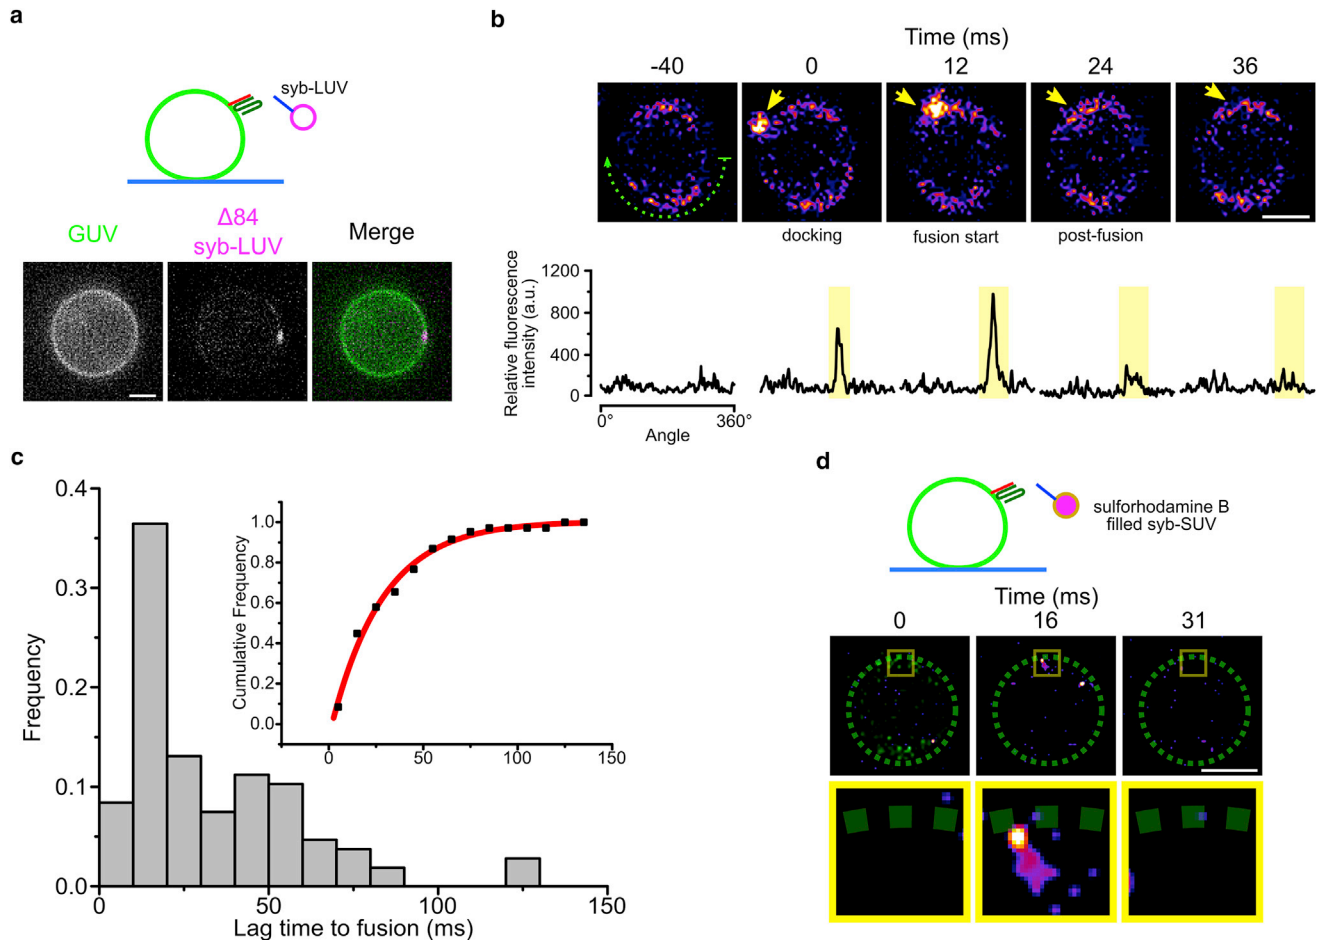 a
syb-LUV
GUV
Δ84
syb-LUV
Merge
b
Time (ms)
-40 0 12 24 36
docking fusion start post-fusion
Relative fluorescence
intensity (a.u.)
1200
800
400
0
0° 360°
Angle
c
Frequency
0.4
0.3
0.2
0.1
0.0
0 50 100 150
Lag time to fusion (ms)
Cumulative Frequency
1.0
0.8
0.6
0.4
0.2
0.0
0 50 100 150
d
sulforhodamine B
filled syb-SUV
Time (ms)
0 16 31